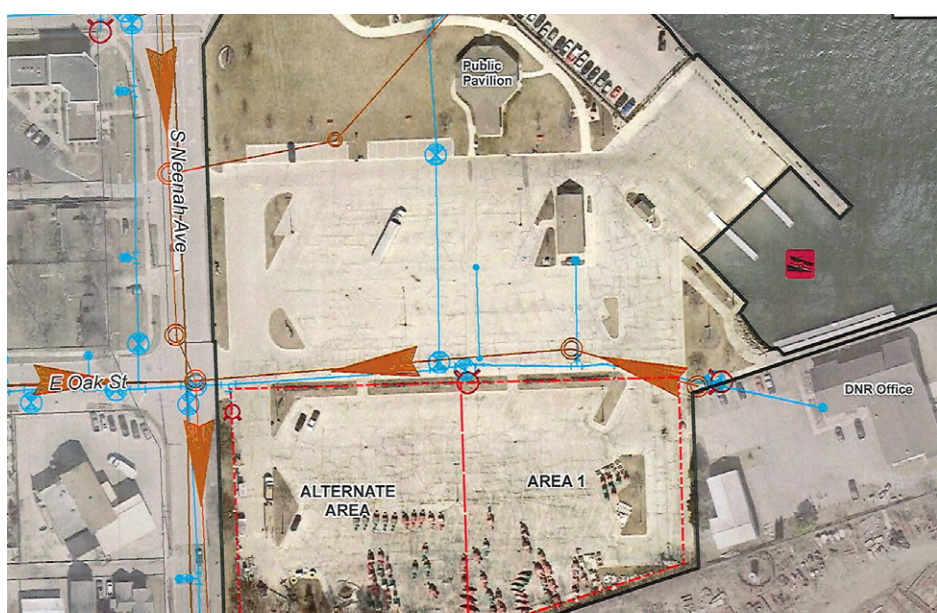 Public
Pavilion
S Neenah Ave
E Oak St
DNR Office
ALTERNATE
AREA
AREA 1